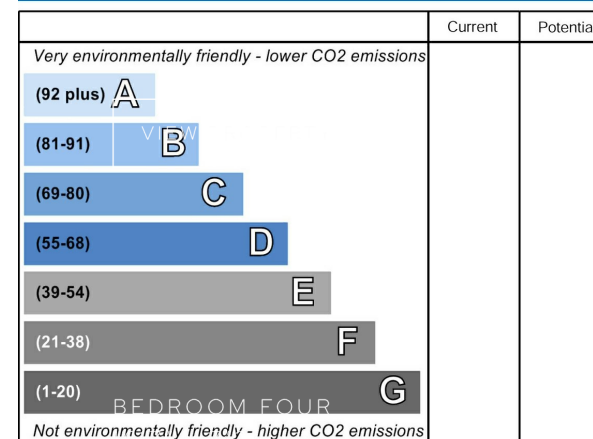 Current Potentia
Very environmentally friendly - lower CO2 emissions
(92 plus) A
(81-91) B
(69-80) C
(55-68) D
(39-54) E
(21-38) F
(1-20) G
BEDROOM FOUR
Not environmentally friendly - higher CO2 emissions